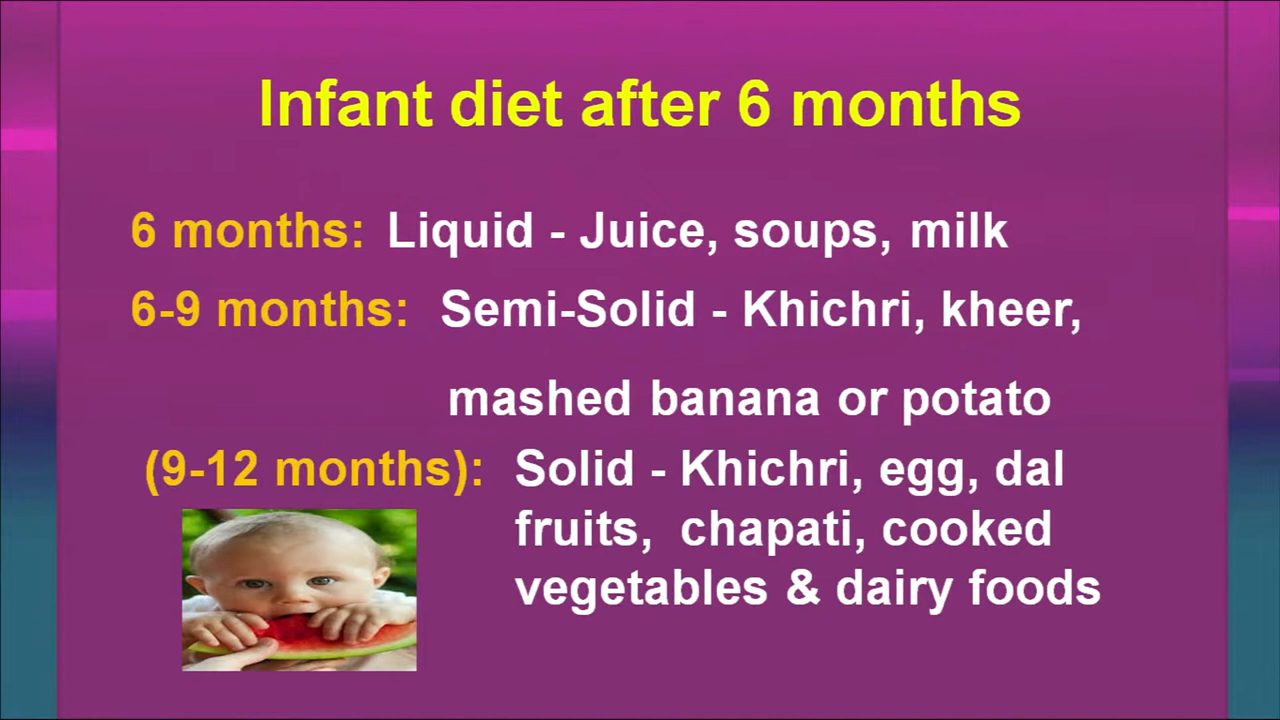 Infant diet after 6 months
6 months: Liquid - Juice, soups, milk
6-9 months: Semi-Solid - Khichri, kheer,
mashed banana or potato
(9-12 months): Solid - Khichri, egg, dal
fruits, chapati, cooked
vegetables & dairy foods